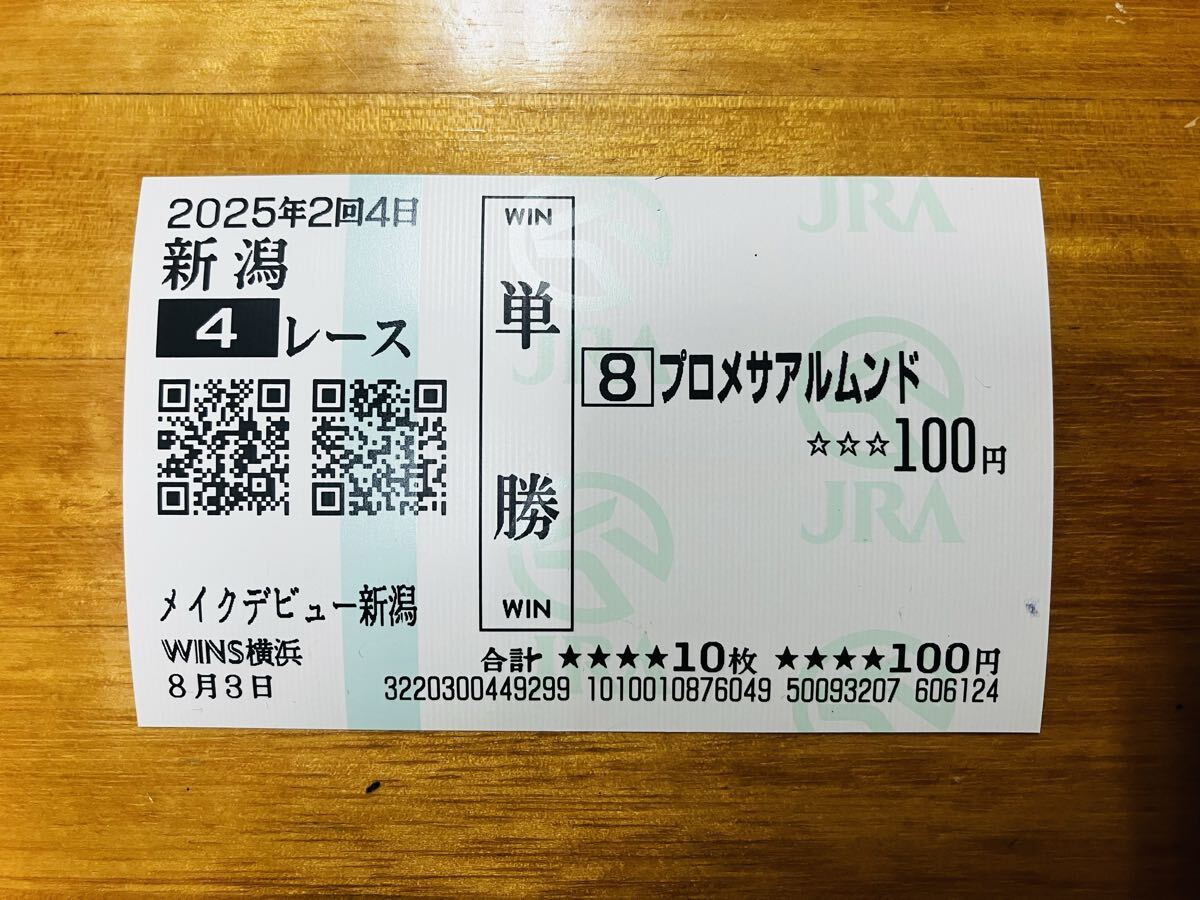 2025年2回4日
新潟
4レース
メイクデビュー新潟
WINS横浜
8月3日
WIN
単勝
WIN
8 プロメサアルムンド
☆☆☆100円
合計 ★★★★10枚 ★★★★100円
3220300449299 1010010876049 50093207 606124
JRA
JRA
JRA